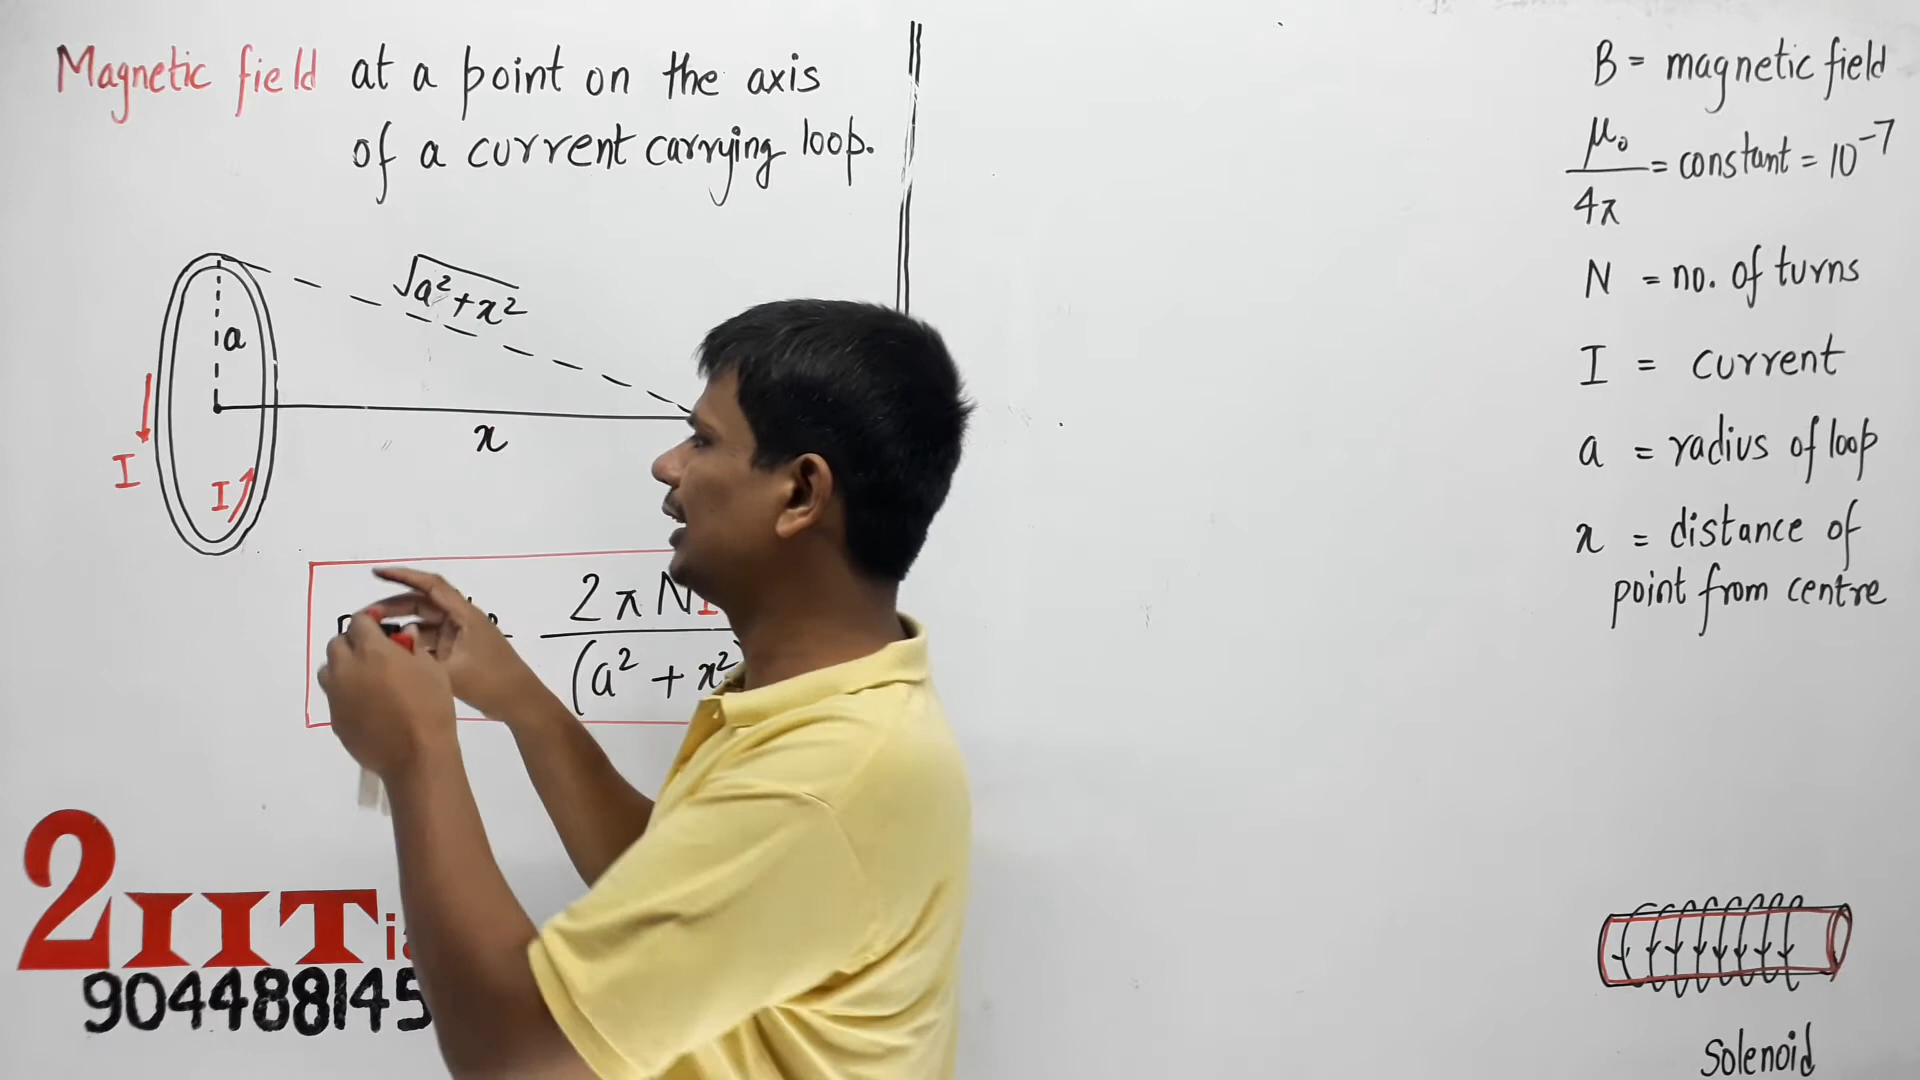 Magnetic field at a point on the axis
of a current carrying loop.
√a²+x²
a
x
I
I
2πNI
(a² + x²
B = magnetic field
μ₀
= constant = 10⁻⁷
4π
N = no. of turns
I = current
a = radius of loop
x = distance of
point from centre
2IIT
904488145
Solenoid